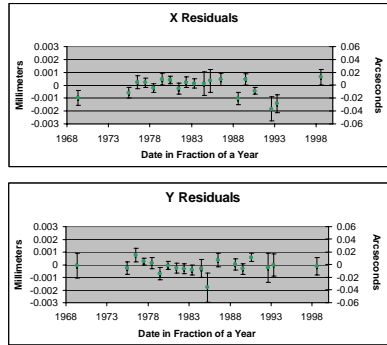 X Residuals
0.003
0.002
0.001
0
-0.001
-0.002
-0.003
Millimeters
0.06
0.04
0.02
0
-0.02
-0.04
-0.06
Arcseconds
1968 1973 1978 1983 1988 1993 1998
Date in Fraction of a Year
Y Residuals
0.003
0.002
0.001
0
-0.001
-0.002
-0.003
Millimeters
0.06
0.04
0.02
0
-0.02
-0.04
-0.06
Arcseconds
1968 1973 1978 1983 1988 1993 1998
Date in Fraction of a Year